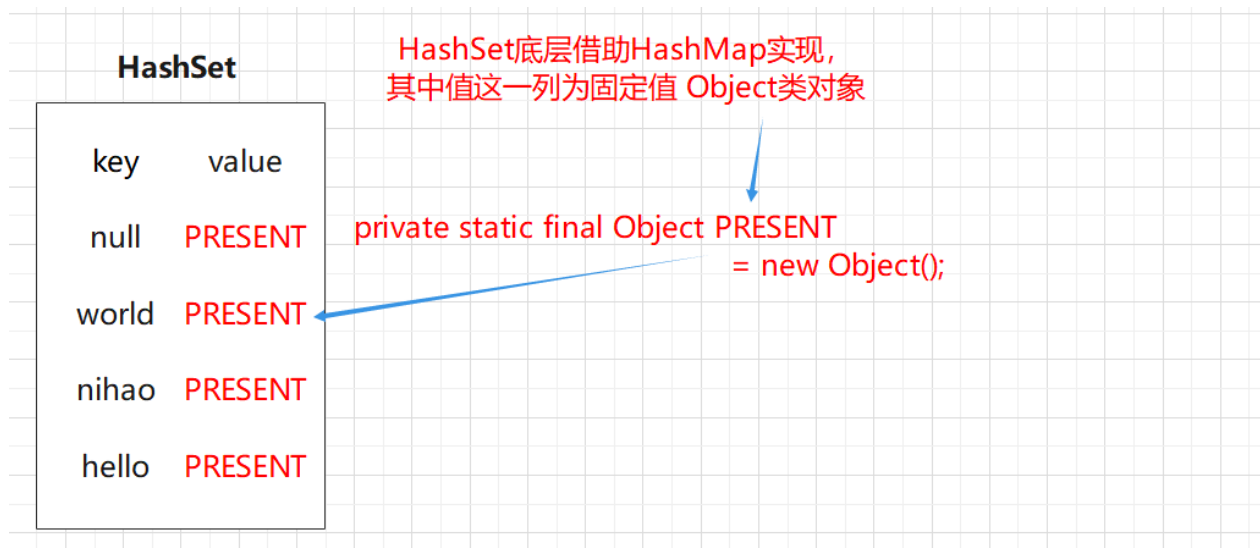 HashSet
HashSet底层借助HashMap实现，
其中值这一列为固定值 Object类对象
key value
null PRESENT
world PRESENT
nihao PRESENT
hello PRESENT
private static final Object PRESENT
= new Object();